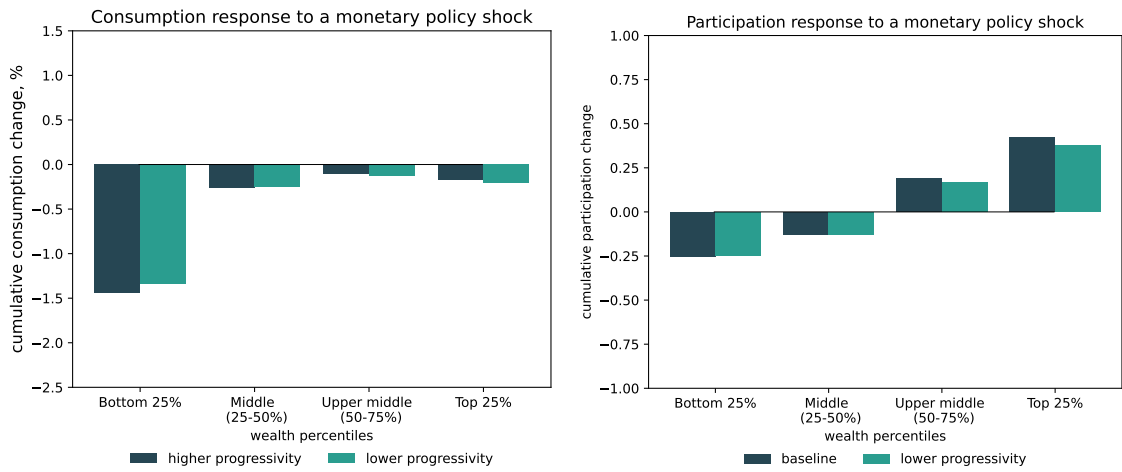 Consumption response to a monetary policy shock
cumulative consumption change, %
1.5
1.0
0.5
0.0
−0.5
−1.0
−1.5
−2.0
−2.5
Bottom 25%
Middle
(25-50%)
Upper middle
(50-75%)
Top 25%
wealth percentiles
higher progressivity
lower progressivity
Participation response to a monetary policy shock
cumulative participation change
1.00
0.75
0.50
0.25
0.00
−0.25
−0.50
−0.75
−1.00
Bottom 25%
Middle
(25-50%)
Upper middle
(50-75%)
Top 25%
wealth percentiles
baseline
lower progressivity